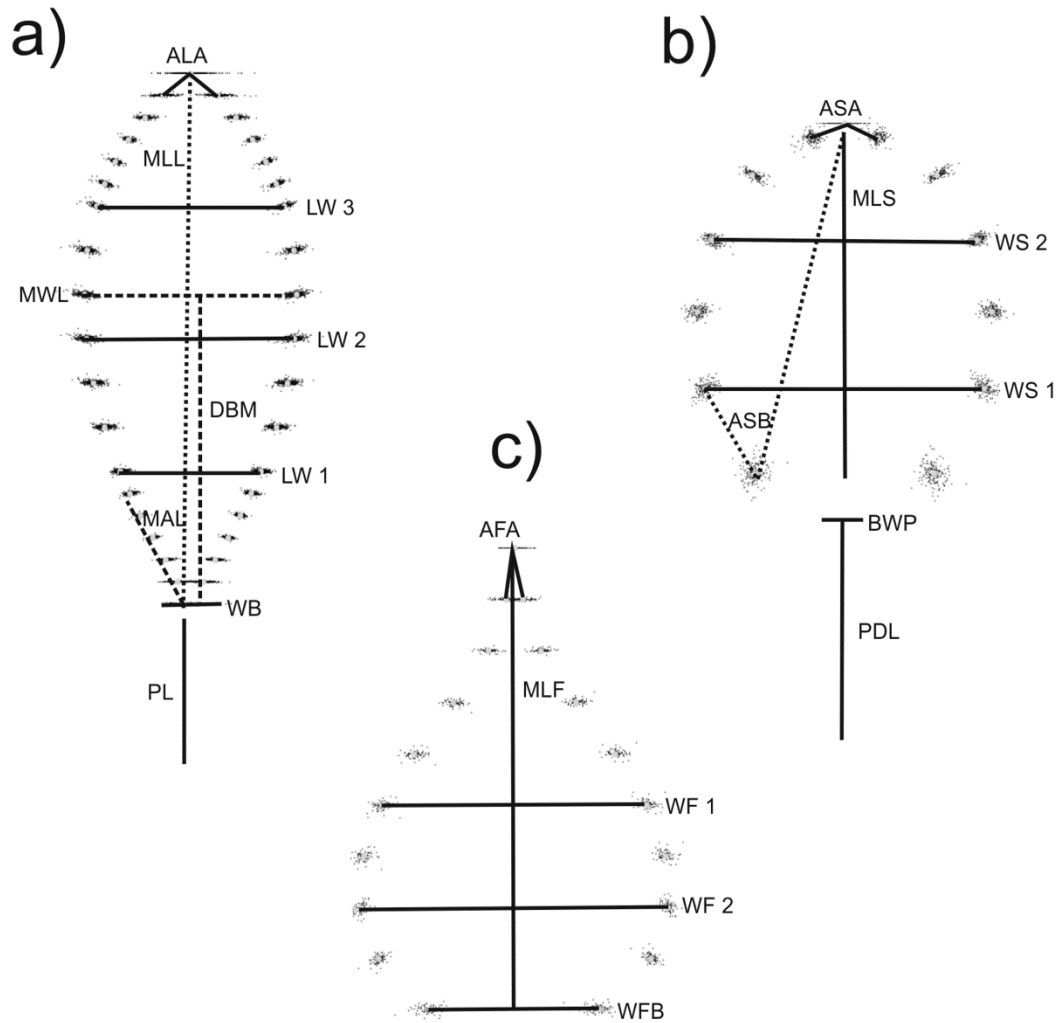 a)
ALA
MLL
LW 3
MWL
LW 2
DBM
LW 1
MAL
WB
PL
b)
ASA
MLS
WS 2
WS 1
ASB
BWP
PDL
c)
AFA
MLF
WF 1
WF 2
WFB